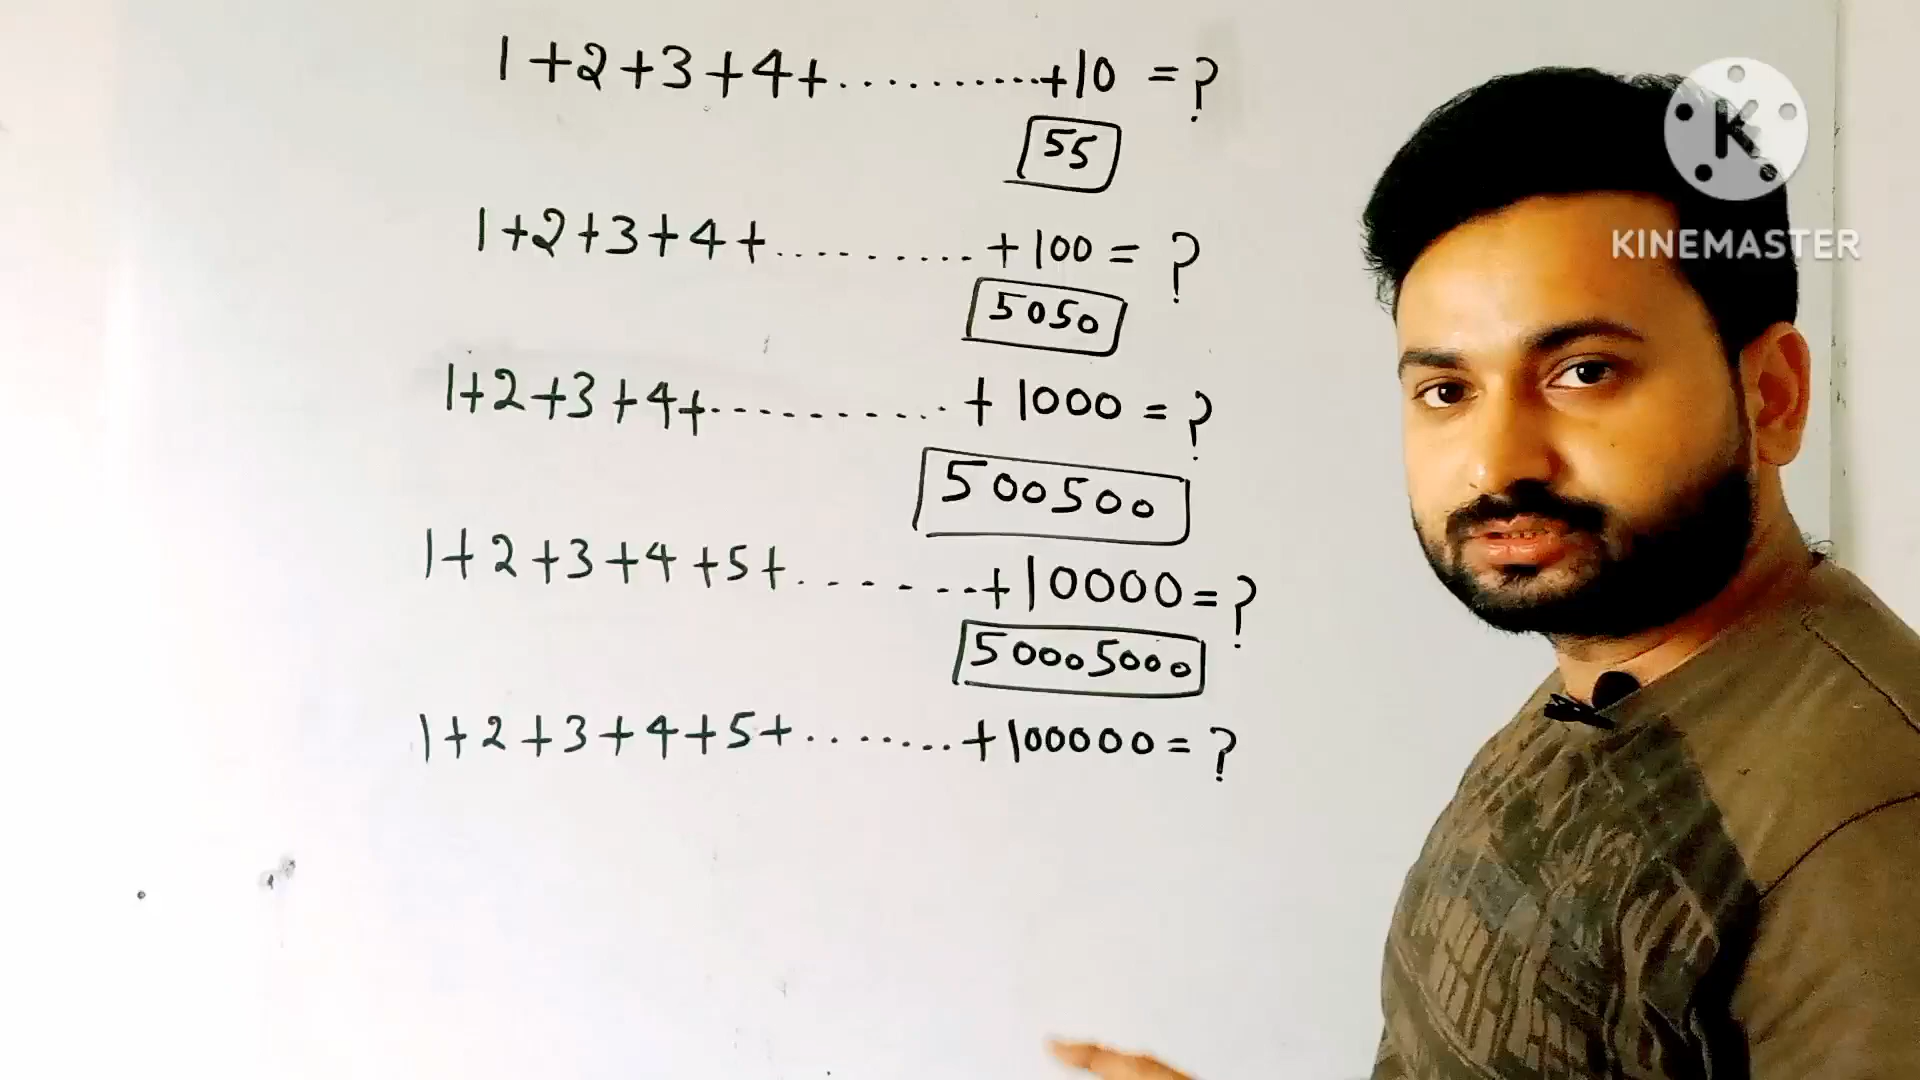 1+2+3+4+..........+10 = ?
55
1+2+3+4+..........+100 = ?
5050
1+2+3+4+..........+ 1000 = ?
500500
1+2+3+4+5+.......+10000 = ?
50005000
1+2+3+4+5+........+100000 = ?
K
KINEMASTER